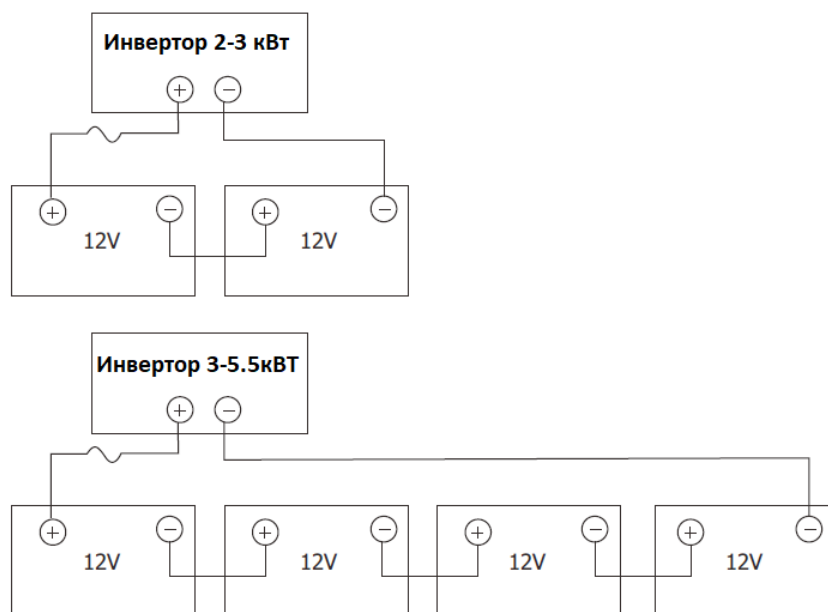 Инвертор 2-3 кВт
+ −
+ − + −
12V 12V
Инвертор 3-5.5кВТ
+ −
+ − + − + − + −
12V 12V 12V 12V